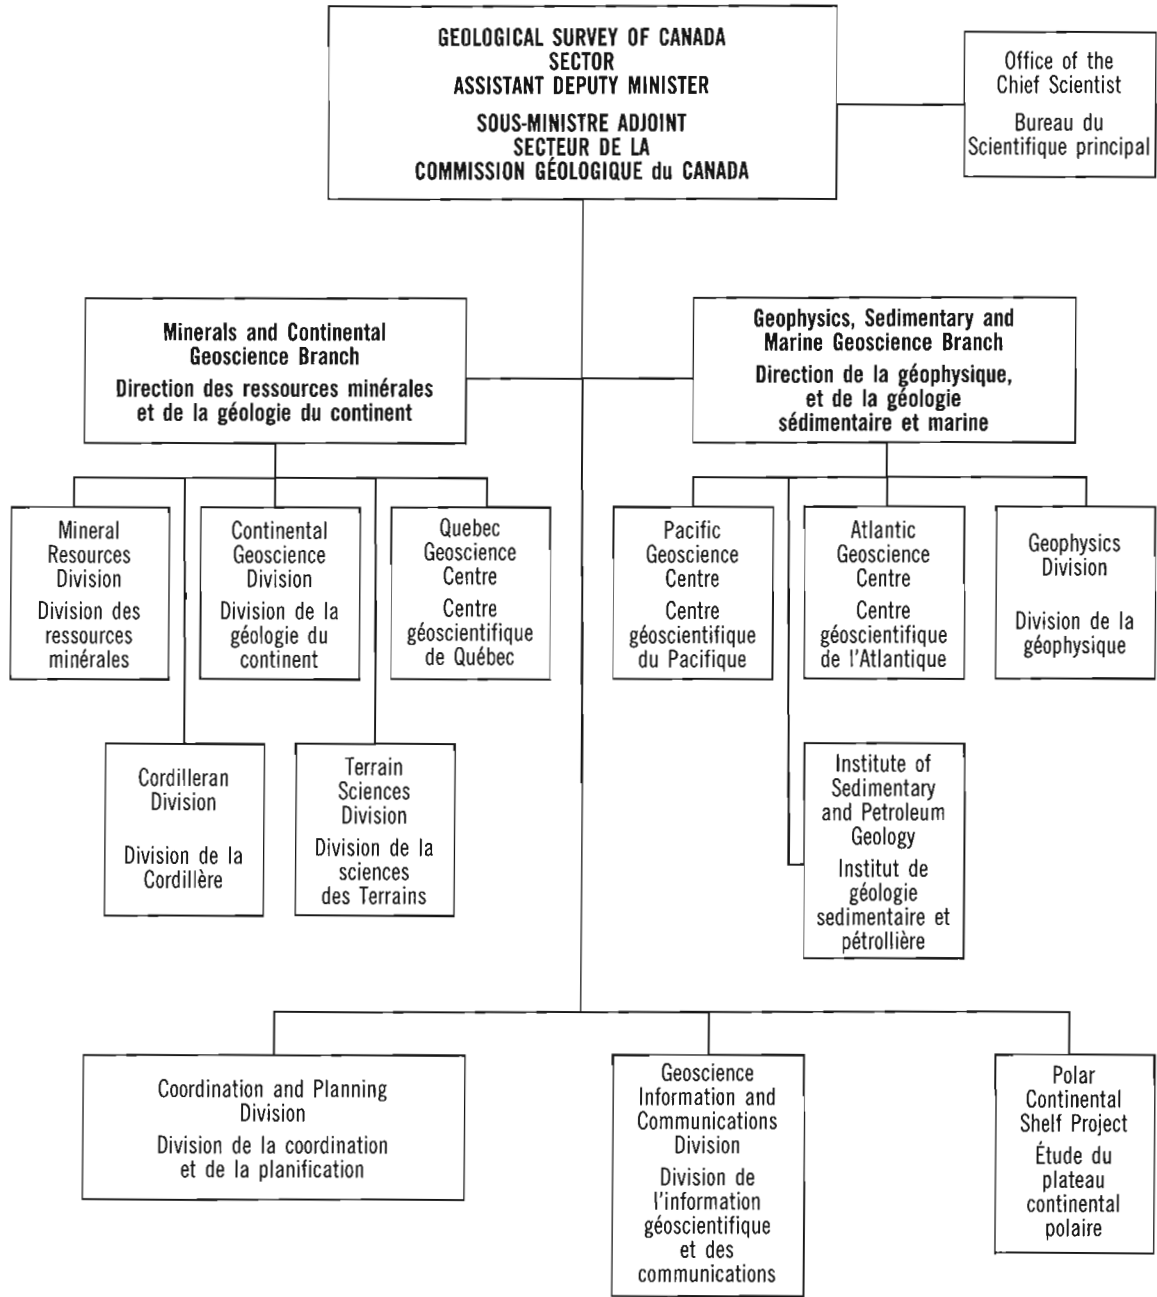 GEOLOGICAL SURVEY OF CANADA
SECTOR
ASSISTANT DEPUTY MINISTER
SOUS-MINISTRE ADJOINT
SECTEUR DE LA
COMMISSION GÉOLOGIQUE du CANADA
Office of the
Chief Scientist
Bureau du
Scientifique principal
Minerals and Continental
Geoscience Branch
Direction des ressources minérales
et de la géologie du continent
Geophysics, Sedimentary and
Marine Geoscience Branch
Direction de la géophysique,
et de la géologie
sédimentaire et marine
Mineral
Resources
Division
Division des
ressources
minérales
Continental
Geoscience
Division
Division de la
géologie du
continent
Quebec
Geoscience
Centre
Centre
géoscientifique
de Québec
Pacific
Geoscience
Centre
Centre
géoscientifique
du Pacifique
Atlantic
Geoscience
Centre
Centre
géoscientifique
de l'Atlantique
Geophysics
Division
Division de la
géophysique
Cordilleran
Division
Division de la
Cordillère
Terrain
Sciences
Division
Division de la
sciences
des Terrains
Institute of
Sedimentary
and Petroleum
Geology
Institut de
géologie
sedimentaire et
pétrollière
Coordination and Planning
Division
Division de la coordination
et de la planification
Geoscience
Information and
Communications
Division
Division de
l'information
géoscientifique
et des
communications
Polar
Continental
Shelf Project
Étude du
plateau
continental
polaire